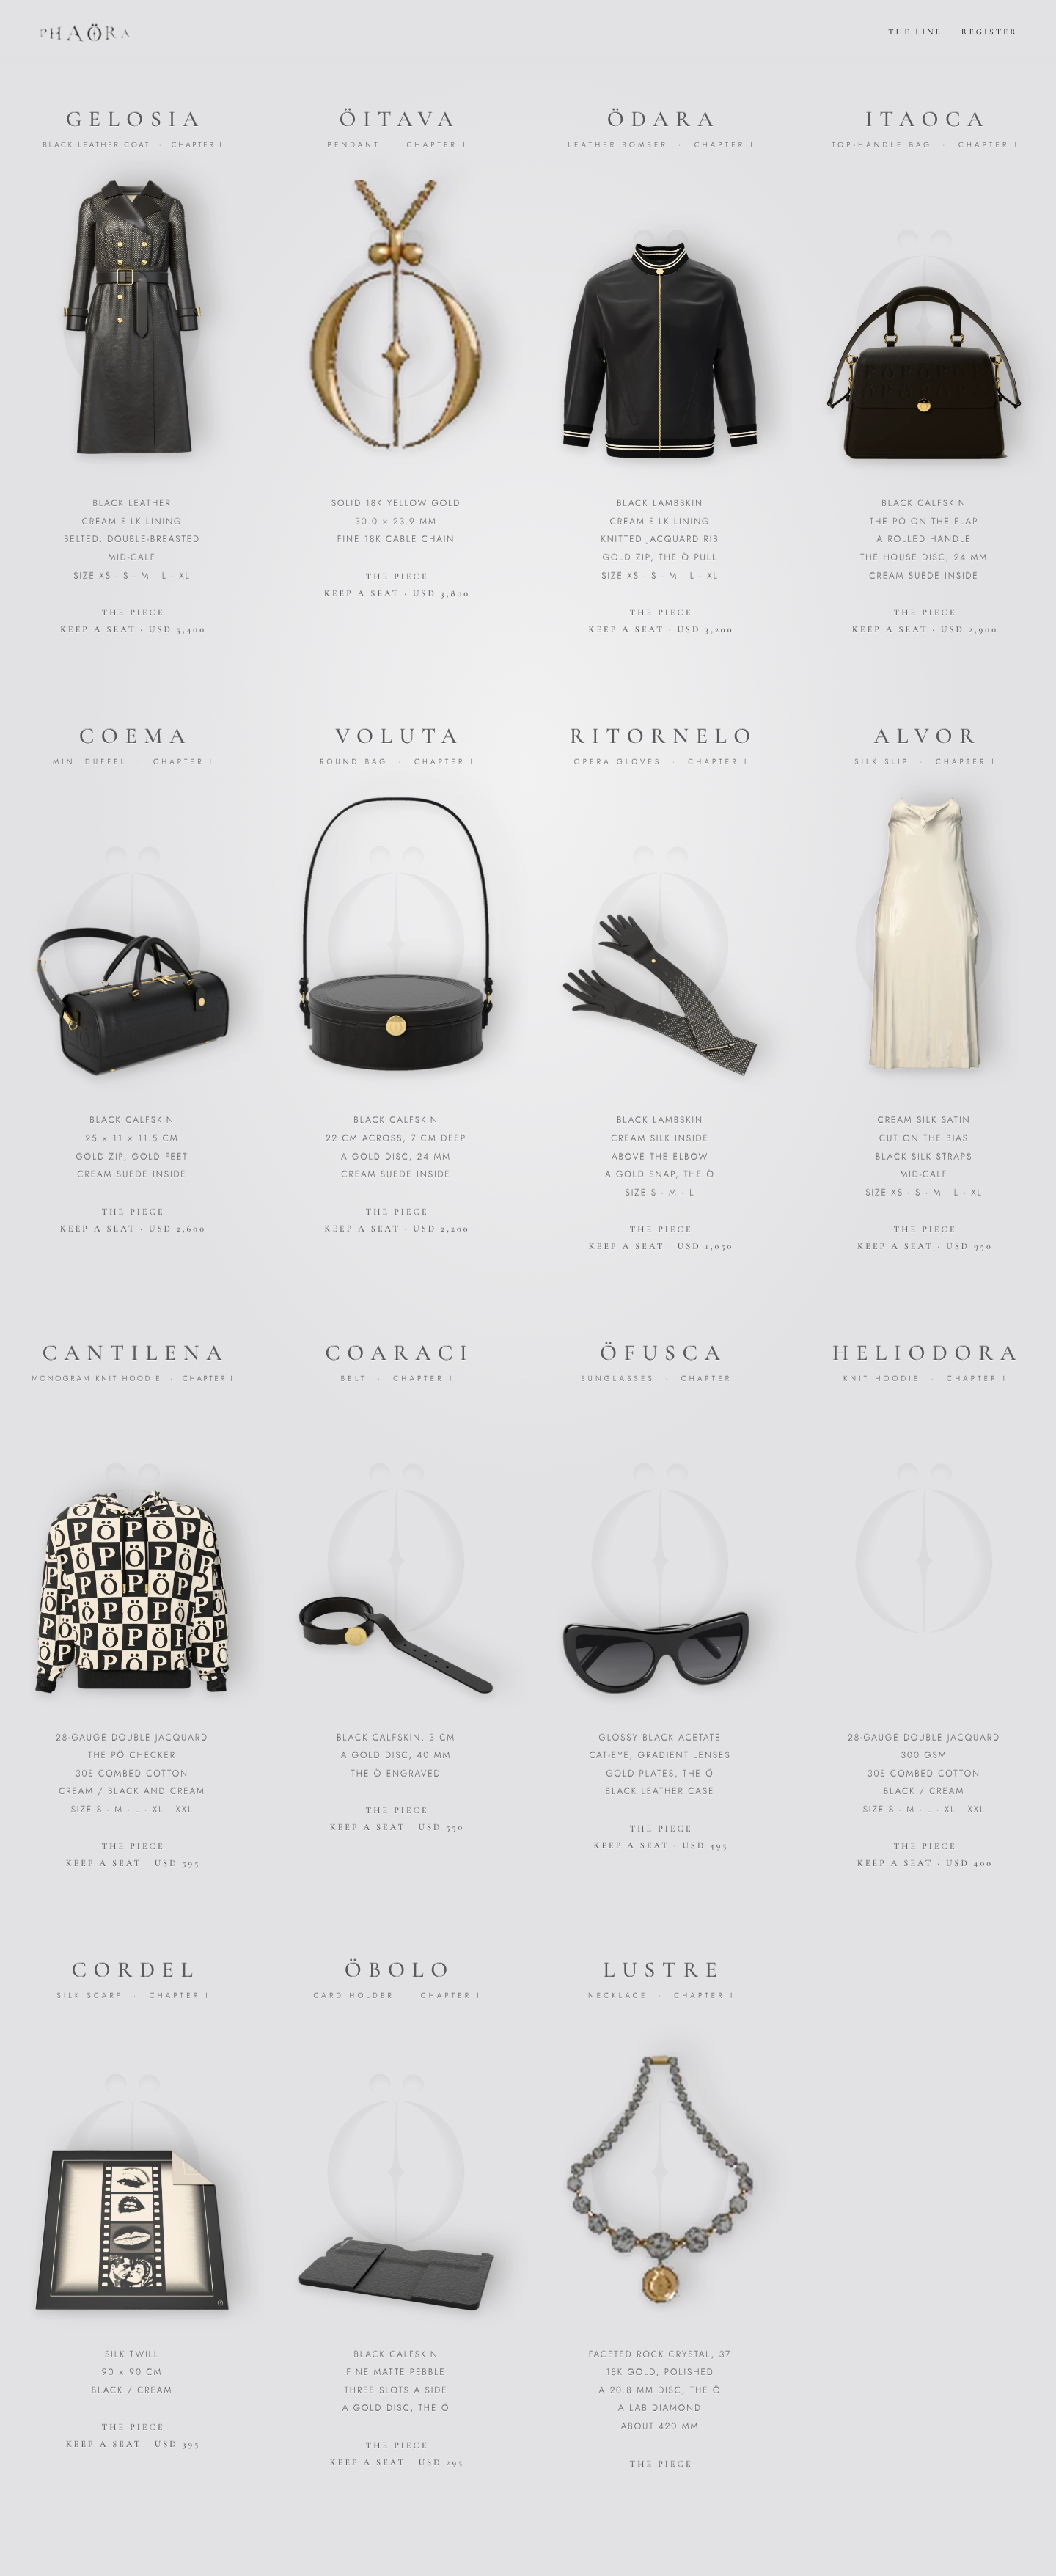 PHAÖRA
THE LINE REGISTER
GELOSIA
BLACK LEATHER COAT · CHAPTER I
ÖITAVA
PENDANT · CHAPTER I
ÖDARA
LEATHER BOMBER · CHAPTER I
ITAOCA
TOP-HANDLE BAG · CHAPTER I
BLACK LEATHER
CREAM SILK LINING
BELTED, DOUBLE-BREASTED
MID-CALF
SIZE XS · S · M · L · XL
THE PIECE
KEEP A SEAT · USD 5,400
SOLID 18K YELLOW GOLD
30.0 × 23.9 MM
FINE 18K CABLE CHAIN
THE PIECE
KEEP A SEAT · USD 3,800
BLACK LAMBSKIN
CREAM SILK LINING
KNITTED JACQUARD RIB
GOLD ZIP, THE Ö PULL
SIZE XS · S · M · L · XL
THE PIECE
KEEP A SEAT · USD 3,200
BLACK CALFSKIN
THE PÖ ON THE FLAP
A ROLLED HANDLE
THE HOUSE DISC, 24 MM
CREAM SUEDE INSIDE
THE PIECE
KEEP A SEAT · USD 2,900
COEMA
MINI DUFFEL · CHAPTER I
VOLUTA
ROUND BAG · CHAPTER I
RITORNELO
OPERA GLOVES · CHAPTER I
ALVOR
SILK SLIP · CHAPTER I
BLACK CALFSKIN
25 × 11 × 11.5 CM
GOLD ZIP, GOLD FEET
CREAM SUEDE INSIDE
THE PIECE
KEEP A SEAT · USD 2,600
BLACK CALFSKIN
22 CM ACROSS, 7 CM DEEP
A GOLD DISC, 24 MM
CREAM SUEDE INSIDE
THE PIECE
KEEP A SEAT · USD 2,200
BLACK LAMBSKIN
CREAM SILK INSIDE
ABOVE THE ELBOW
A GOLD SNAP, THE Ö
SIZE S · M · L
THE PIECE
KEEP A SEAT · USD 1,050
CREAM SILK SATIN
CUT ON THE BIAS
BLACK SILK STRAPS
MID-CALF
SIZE XS · S · M · L · XL
THE PIECE
KEEP A SEAT · USD 950
CANTILENA
MONOGRAM KNIT HOODIE · CHAPTER I
COARACI
BELT · CHAPTER I
ÖFUSCA
SUNGLASSES · CHAPTER I
HELIODORA
KNIT HOODIE · CHAPTER I
28-GAUGE DOUBLE JACQUARD
THE PÖ CHECKER
30S COMBED COTTON
CREAM / BLACK AND CREAM
SIZE S · M · L · XL · XXL
THE PIECE
KEEP A SEAT · USD 595
BLACK CALFSKIN, 3 CM
A GOLD DISC, 40 MM
THE Ö ENGRAVED
THE PIECE
KEEP A SEAT · USD 550
GLOSSY BLACK ACETATE
CAT-EYE, GRADIENT LENSES
GOLD PLATES, THE Ö
BLACK LEATHER CASE
THE PIECE
KEEP A SEAT · USD 495
28-GAUGE DOUBLE JACQUARD
300 GSM
30S COMBED COTTON
BLACK / CREAM
SIZE S · M · L · XL · XXL
THE PIECE
KEEP A SEAT · USD 400
CORDEL
SILK SCARF · CHAPTER I
ÖBOLO
CARD HOLDER · CHAPTER I
LUSTRE
NECKLACE · CHAPTER I
SILK TWILL
90 × 90 CM
BLACK / CREAM
THE PIECE
KEEP A SEAT · USD 395
BLACK CALFSKIN
FINE MATTE PEBBLE
THREE SLOTS A SIDE
A GOLD DISC, THE Ö
THE PIECE
KEEP A SEAT · USD 295
FACETED ROCK CRYSTAL, 37
18K GOLD, POLISHED
A 20.8 MM DISC, THE Ö
A LAB DIAMOND
ABOUT 420 MM
THE PIECE